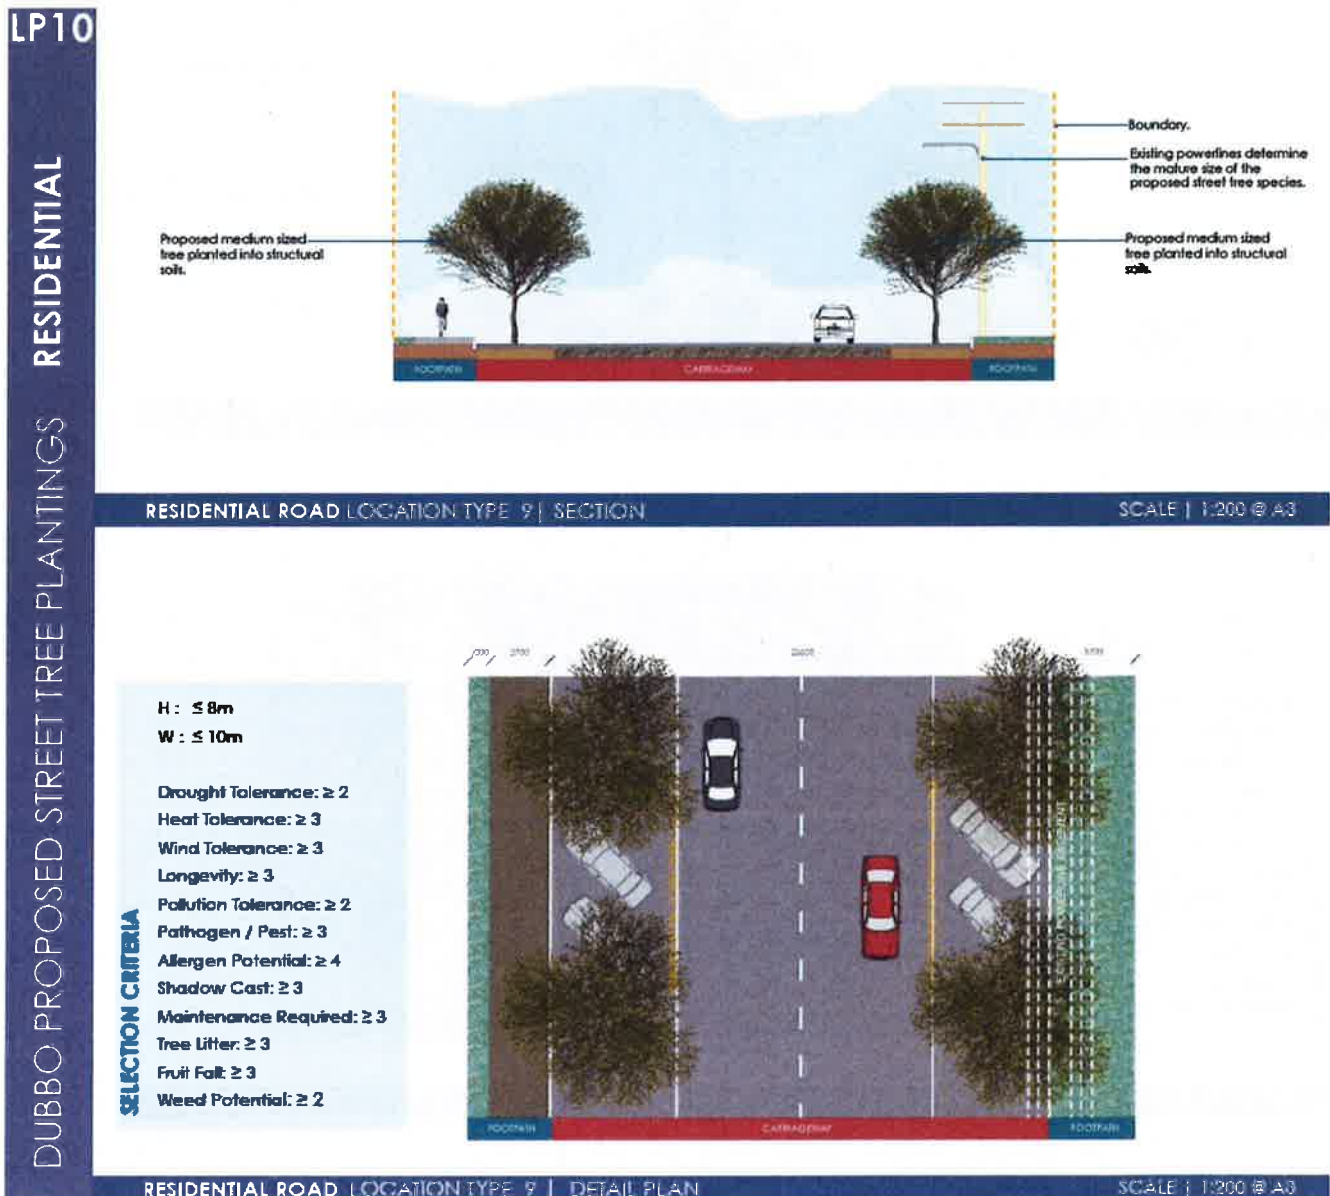 LP10
DUBBO PROPOSED STREET TREE PLANTINGS RESIDENTIAL
Boundary.
Existing powerlines determine
the mature size of the
proposed street tree species.
Proposed medium sized
tree planted into structural
soils.
Proposed medium sized
tree planted into structural
soils.
FOOTPATH
CARRIAGEWAY
FOOTPATH
RESIDENTIAL ROAD LOCATION TYPE 9 | SECTION
SCALE | 1:200 @ A3
SELECTION CRITERIA
H : ≤ 8m
W : ≤ 10m
Drought Tolerance: ≥ 2
Heat Tolerance: ≥ 3
Wind Tolerance: ≥ 3
Longevity: ≥ 3
Pollution Tolerance: ≥ 2
Pathogen / Pest: ≥ 3
Allergen Potential: ≥ 4
Shadow Cast: ≥ 3
Maintenance Required: ≥ 3
Tree Litter: ≥ 3
Fruit Fall: ≥ 3
Weed Potential: ≥ 2
FOOTPATH
CARRIAGEWAY
FOOTPATH
RESIDENTIAL ROAD LOCATION TYPE 9 | DETAIL PLAN
SCALE | 1:200 @ A3